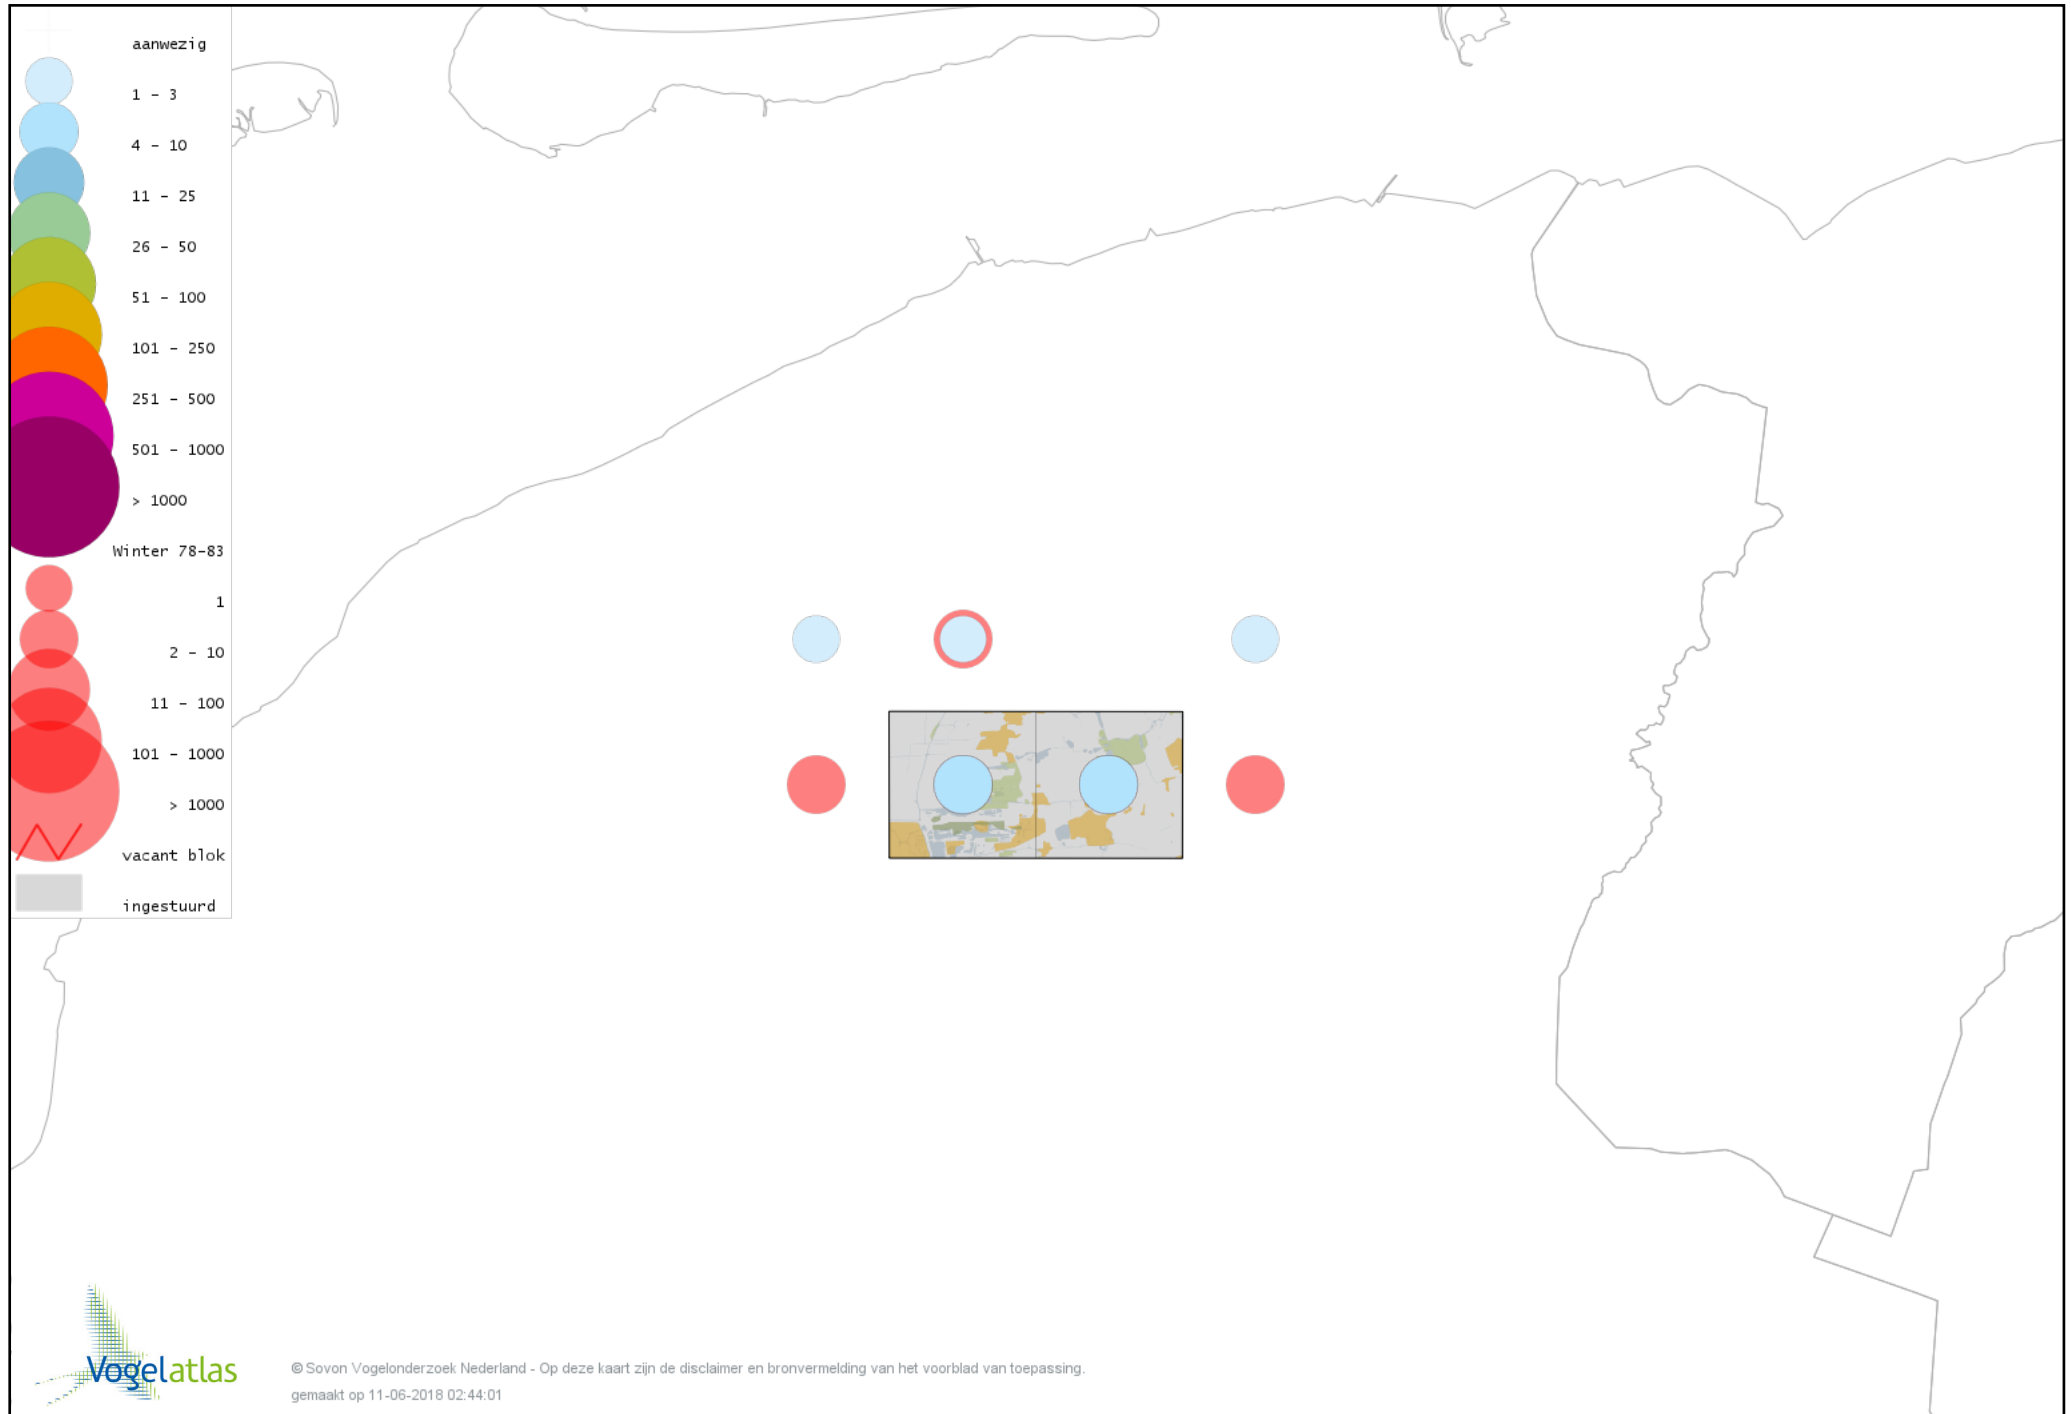 aanwezig
1 - 3
4 - 10
11 - 25
26 - 50
51 - 100
101 - 250
251 - 500
501 - 1000
> 1000
Winter 78-83
1
2 - 10
11 - 100
101 - 1000
> 1000
vacant blok
ingestuurd
Vogelatlas
© Sovon Vogelonderzoek Nederland - Op deze kaart zijn de disclaimer en bronvermelding van het voorblad van toepassing.
gemaakt op 11-06-2018 02:44:01